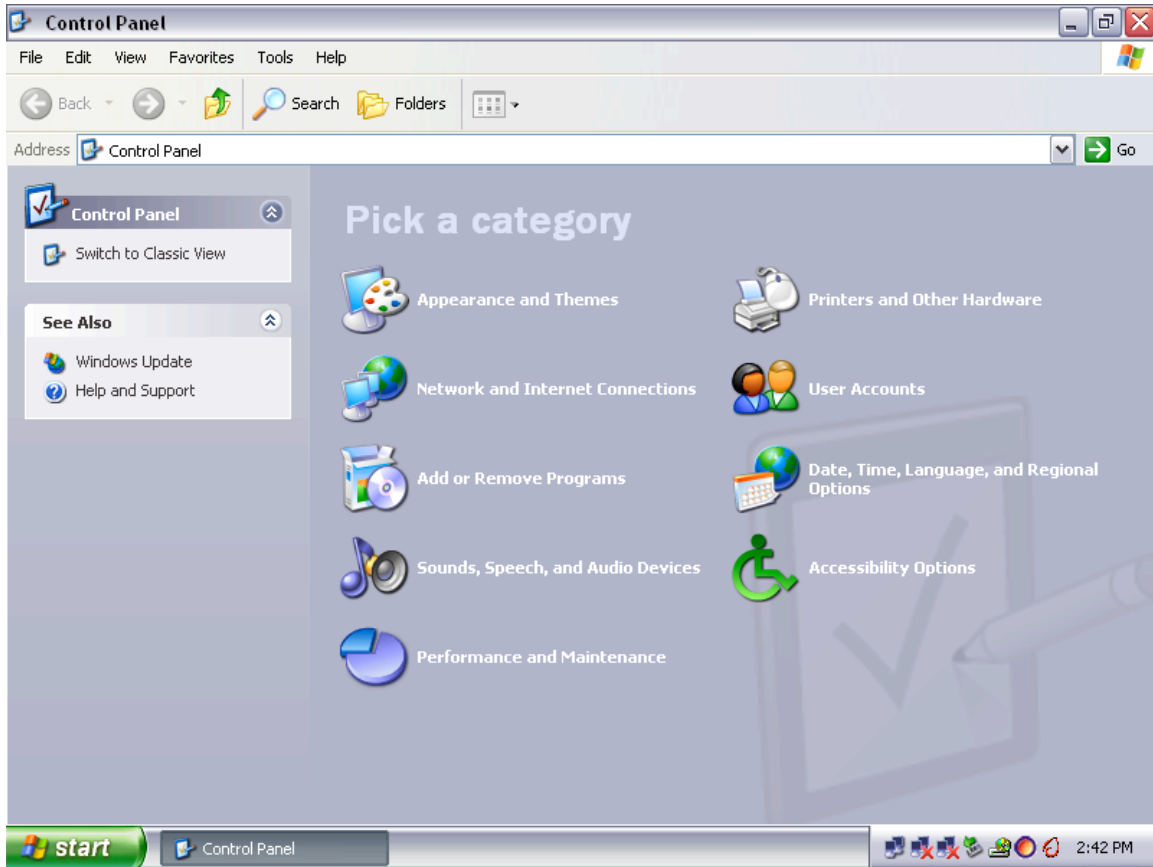 Control Panel
File Edit View Favorites Tools Help
Back Search Folders
Address Control Panel Go
Control Panel
Switch to Classic View
See Also
Windows Update
Help and Support
Pick a category
Appearance and Themes
Printers and Other Hardware
Network and Internet Connections
User Accounts
Add or Remove Programs
Date, Time, Language, and Regional
Options
Sounds, Speech, and Audio Devices
Accessibility Options
Performance and Maintenance
start Control Panel 2:42 PM